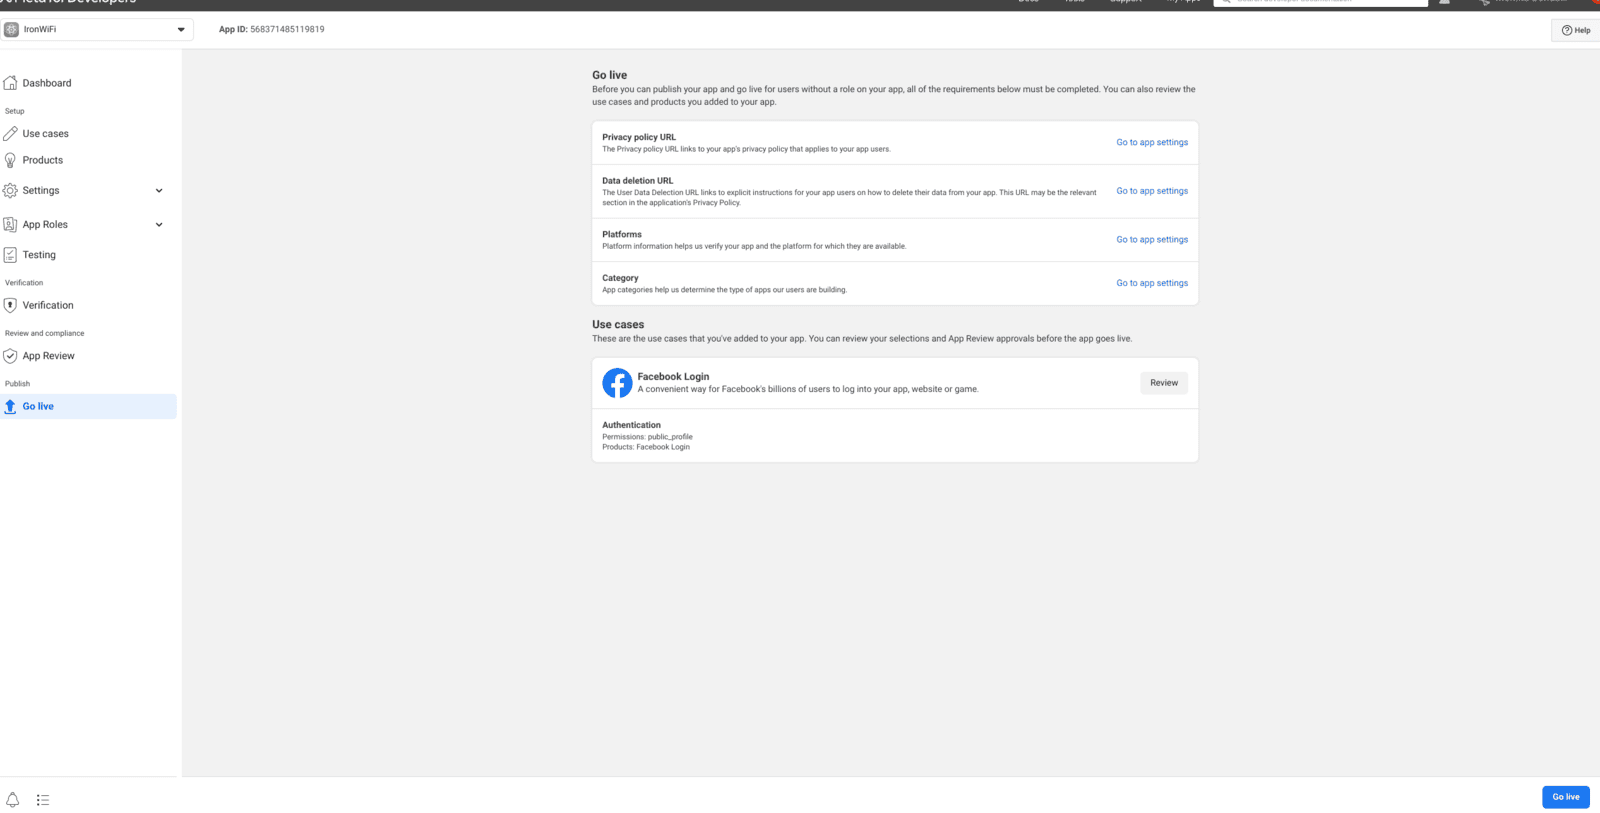 for Developers
IronWiFi
App ID: 568371485119819
Help
Dashboard
Setup
Use cases
Products
Settings
App Roles
Testing
Verification
Verification
Review and compliance
App Review
Publish
Go live
Go live
Before you can publish your app and go live for users without a role on your app, all of the requirements below must be completed. You can also review the
use cases and products you added to your app.
Privacy policy URL
The Privacy policy URL links to your app's privacy policy that applies to your app users.
Go to app settings
Data deletion URL
The User Data Delection URL links to explicit instructions for your app users on how to delete their data from your app. This URL may be the relevant
section in the application's Privacy Policy.
Go to app settings
Platforms
Platform information helps us verify your app and the platform for which they are available.
Go to app settings
Category
App categories help us determine the type of apps our users are building.
Go to app settings
Use cases
These are the use cases that you've added to your app. You can review your selections and App Review approvals before the app goes live.
Facebook Login
A convenient way for Facebook's billions of users to log into your app, website or game.
Review
Authentication
Permissions: public_profile
Products: Facebook Login
Go live